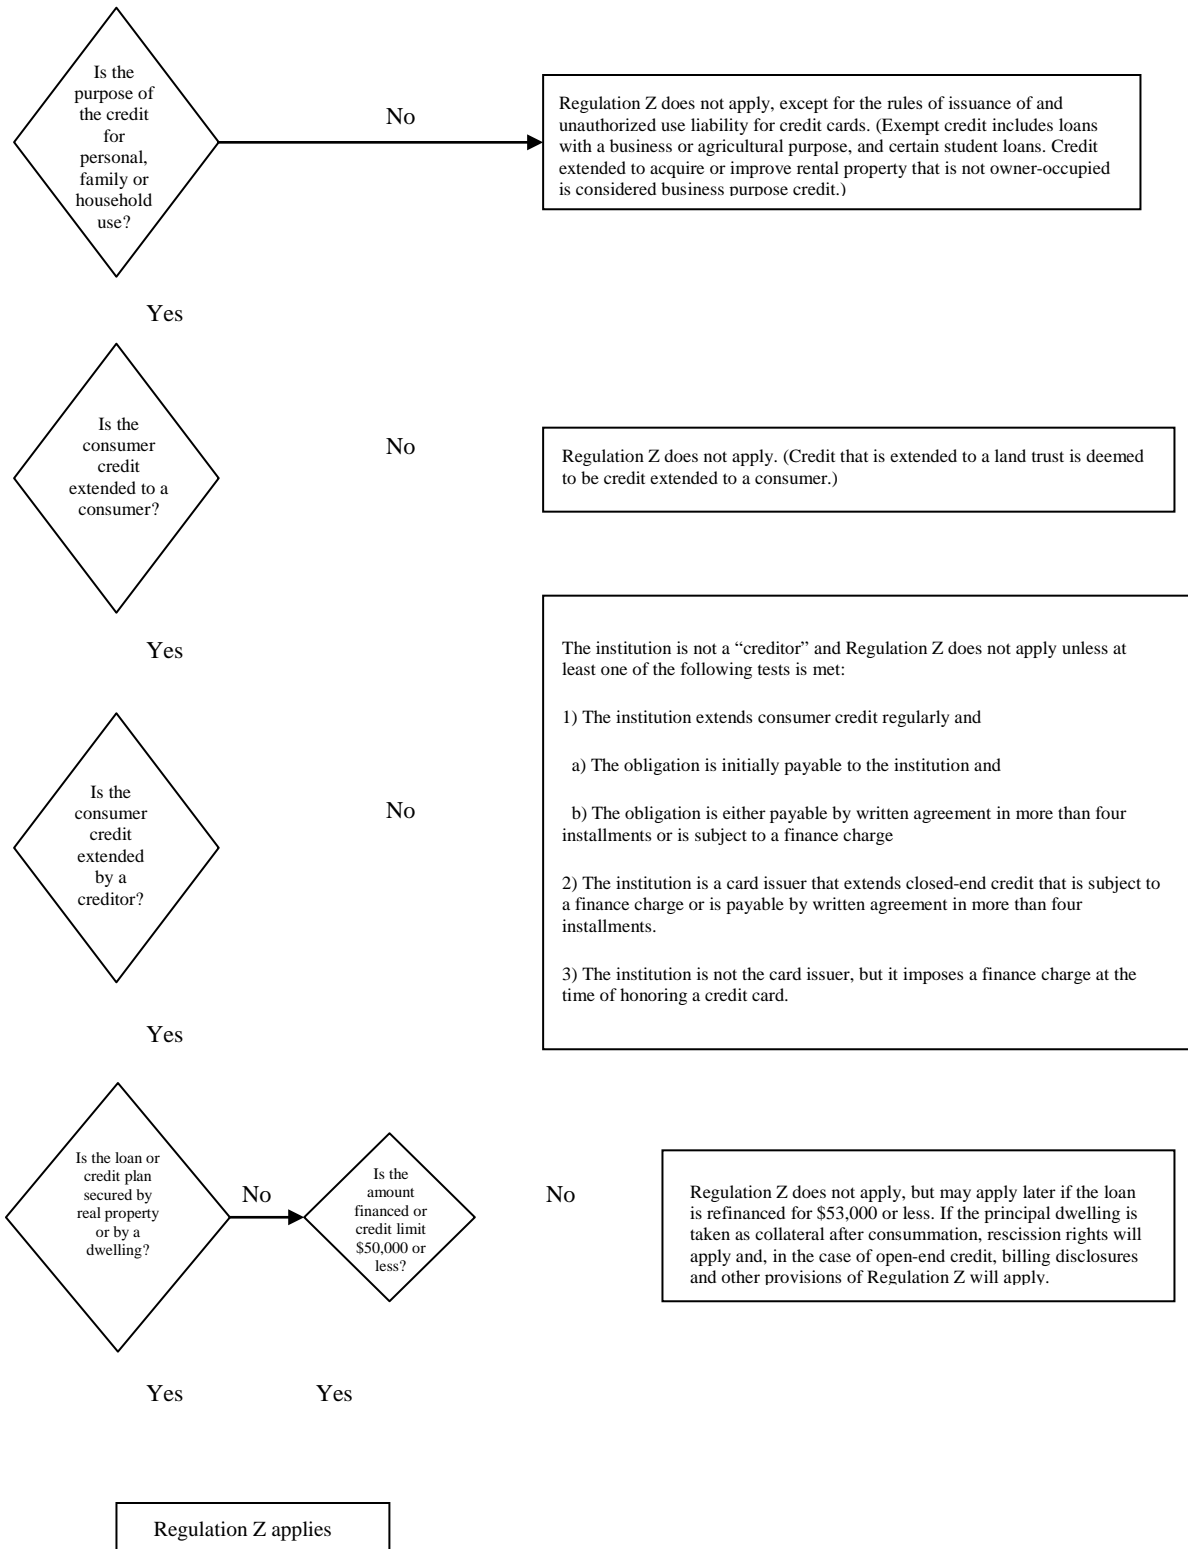 Is the
purpose of
the credit
for
personal,
family or
household
use?
No
Regulation Z does not apply, except for the rules of issuance of and
unauthorized use liability for credit cards. (Exempt credit includes loans
with a business or agricultural purpose, and certain student loans. Credit
extended to acquire or improve rental property that is not owner-occupied
is considered business purpose credit.)
Yes
Is the
consumer
credit
extended to a
consumer?
No
Regulation Z does not apply. (Credit that is extended to a land trust is deemed
to be credit extended to a consumer.)
Yes
Is the
consumer
credit
extended
by a
creditor?
No
The institution is not a “creditor” and Regulation Z does not apply unless at
least one of the following tests is met:
1) The institution extends consumer credit regularly and
a) The obligation is initially payable to the institution and
b) The obligation is either payable by written agreement in more than four
installments or is subject to a finance charge
2) The institution is a card issuer that extends closed-end credit that is subject to
a finance charge or is payable by written agreement in more than four
installments.
3) The institution is not the card issuer, but it imposes a finance charge at the
time of honoring a credit card.
Yes
Is the loan or
credit plan
secured by
real property
or by a
dwelling?
No
Is the
amount
financed or
credit limit
$50,000 or
less?
No
Regulation Z does not apply, but may apply later if the loan
is refinanced for $53,000 or less. If the principal dwelling is
taken as collateral after consummation, rescission rights will
apply and, in the case of open-end credit, billing disclosures
and other provisions of Regulation Z will apply.
Yes
Yes
Regulation Z applies